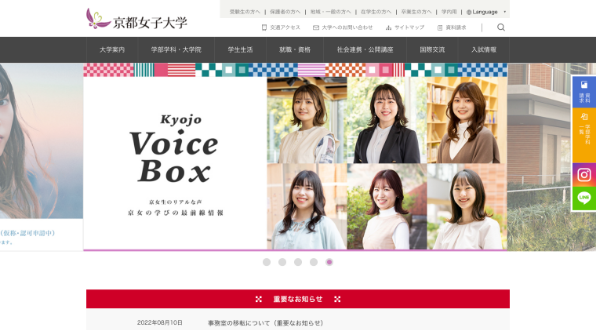 受験生の方へ | 保護者の方へ | 地域・一般の方へ | 在学生の方へ | 卒業生の方へ | 学内用 | Language
京都女子大学
交通アクセス 大学へのお問い合わせ サイトマップ 資料請求
大学案内 学部学科・大学院 学生生活 就職・資格 社会連携・公開講座 国際交流 入試情報
Kyojo
Voice
Box
京女生のリアルな声
京女の学びの最前線情報
(仮称・認可申請中)
います。
資料請求
重要なお知らせ
2022年08月10日 事務室の移転について（重要なお知らせ）